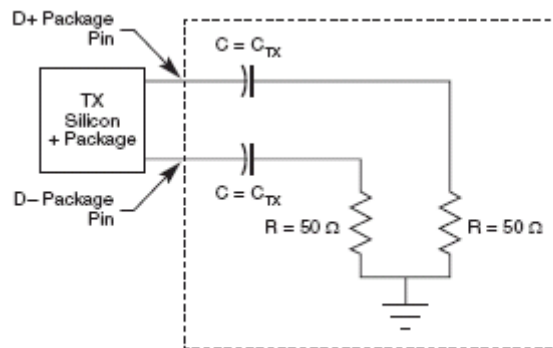 D+ Package
Pin
C = CTX
TX
Silicon
+ Package
D– Package
Pin
C = CTX
R = 50 Ω
R = 50 Ω